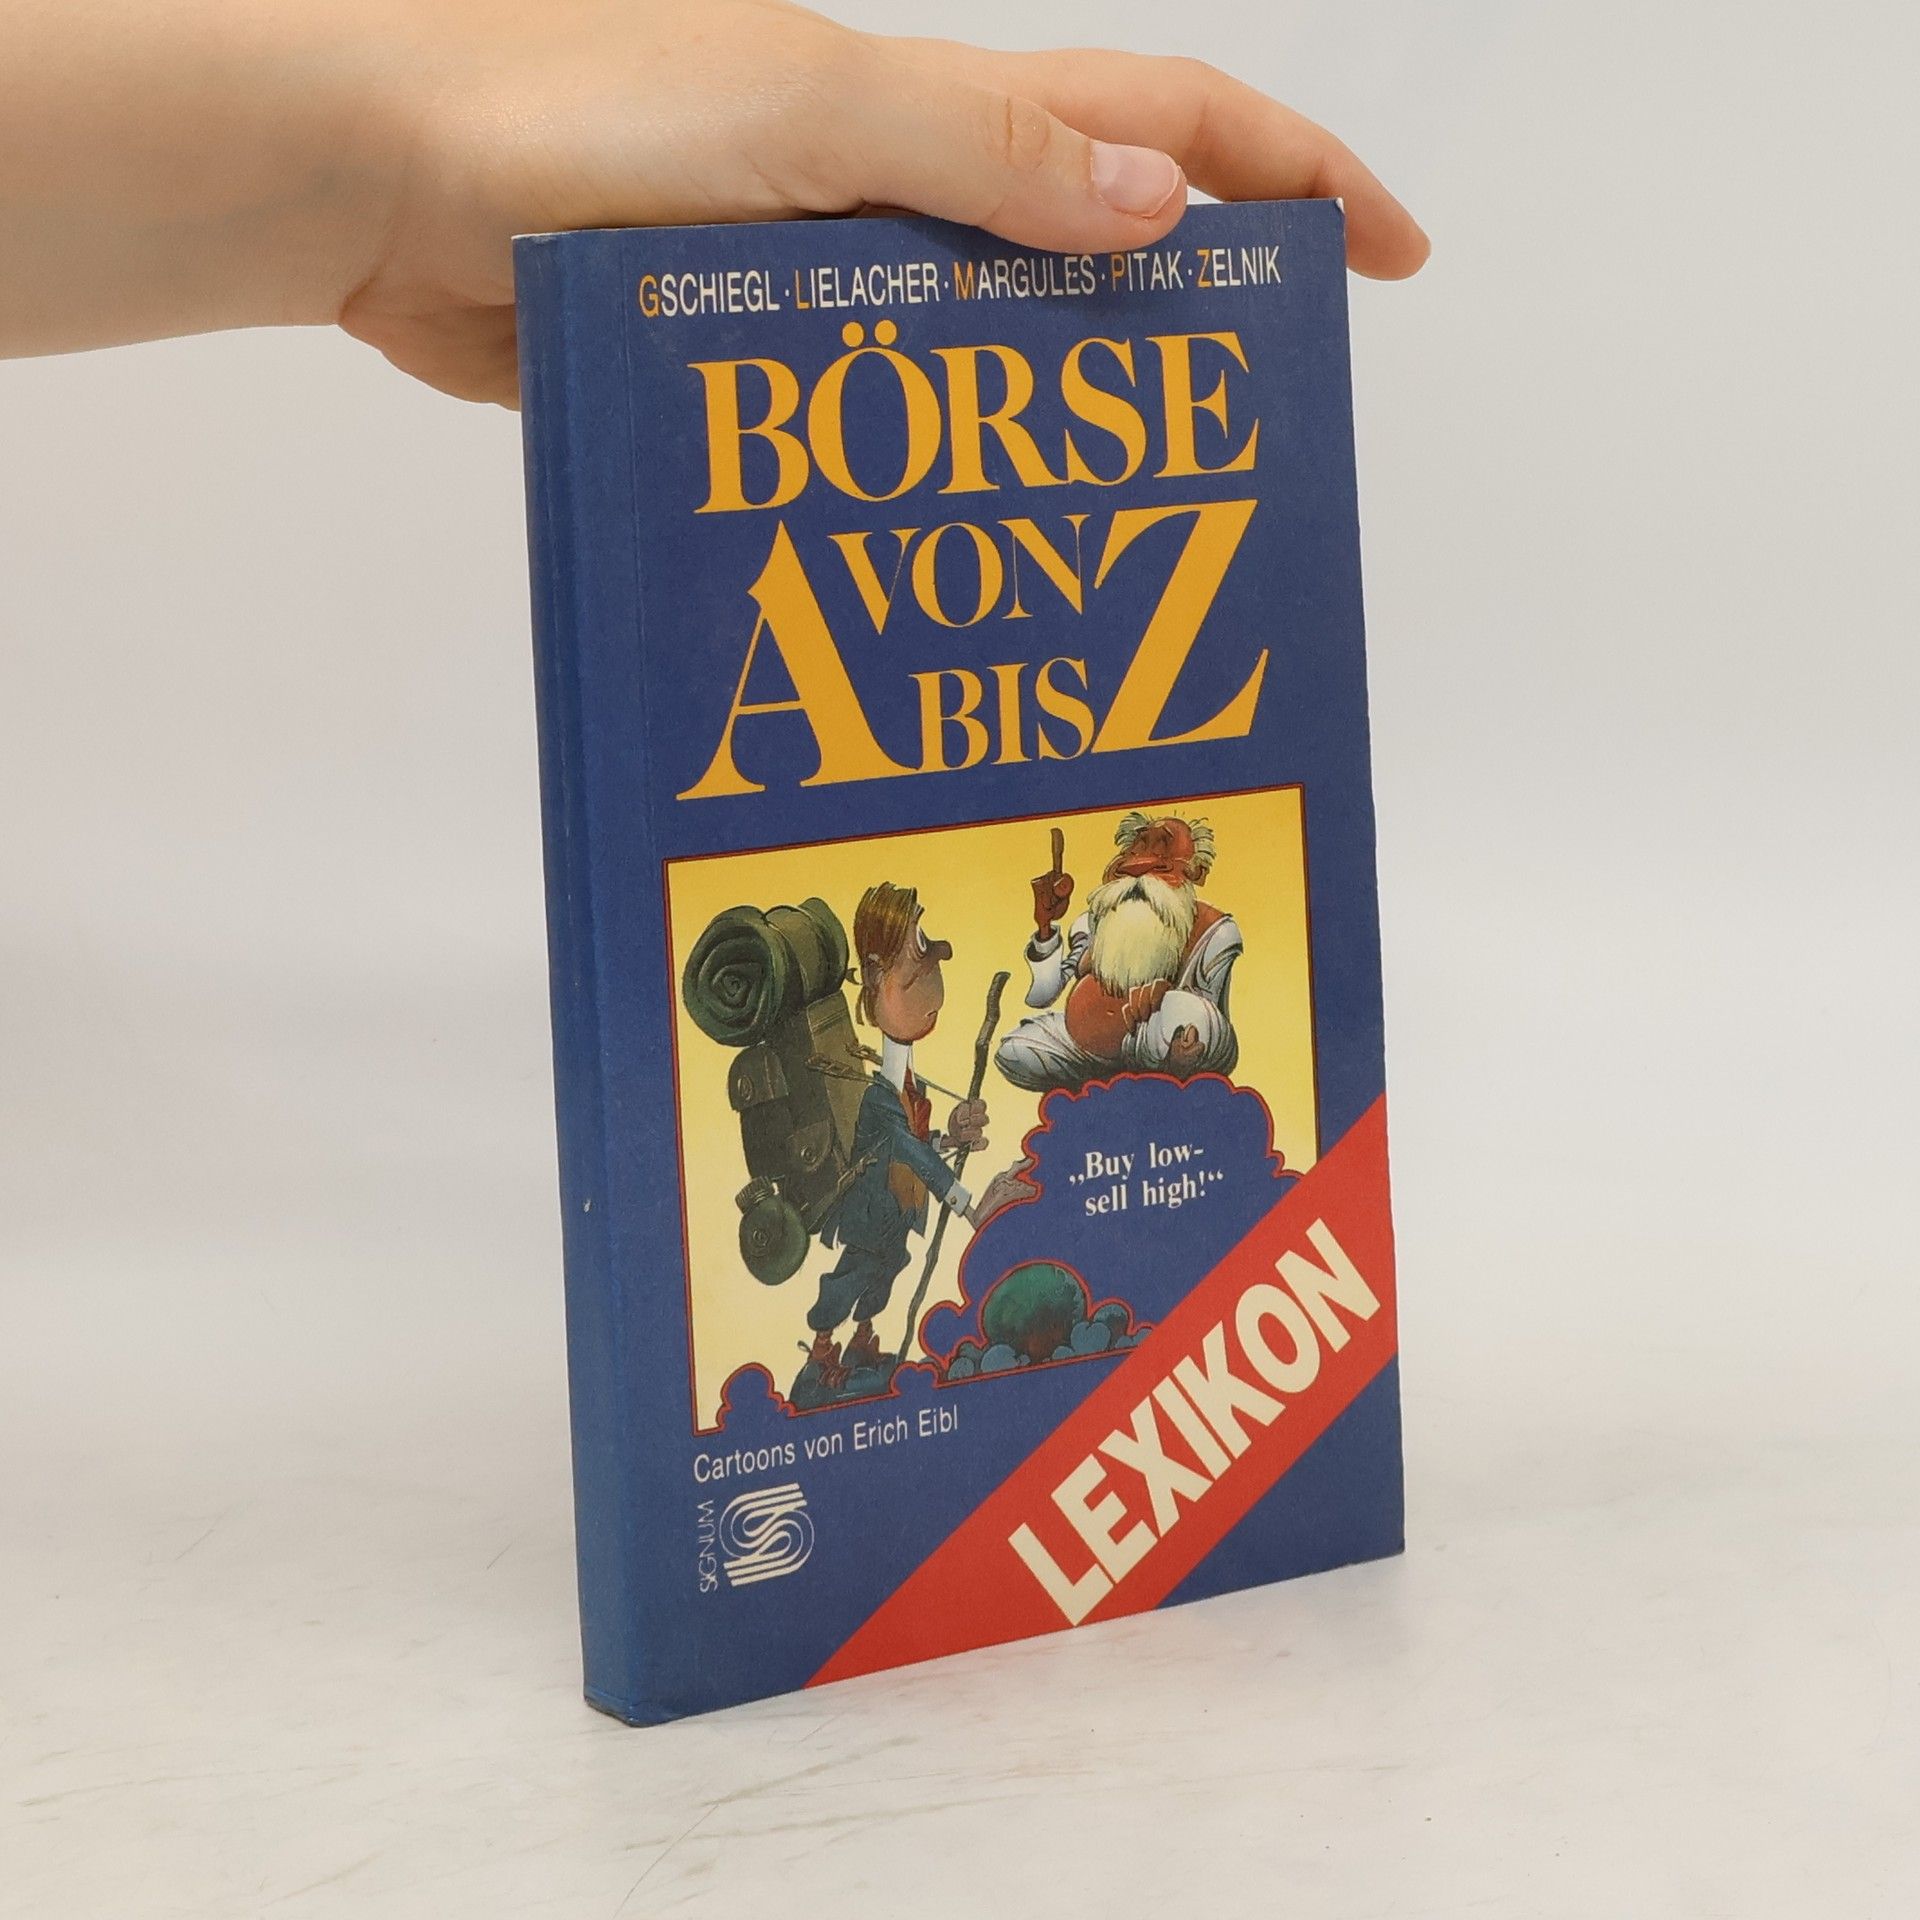 GSCHIEGL · LIELACHER · MARGULES · PITAK · ZELNIK
BÖRSE
A VON Z
BIS
„Buy low-
sell high!“
LEXIKON
Cartoons von Erich Eibl
SIGNUM